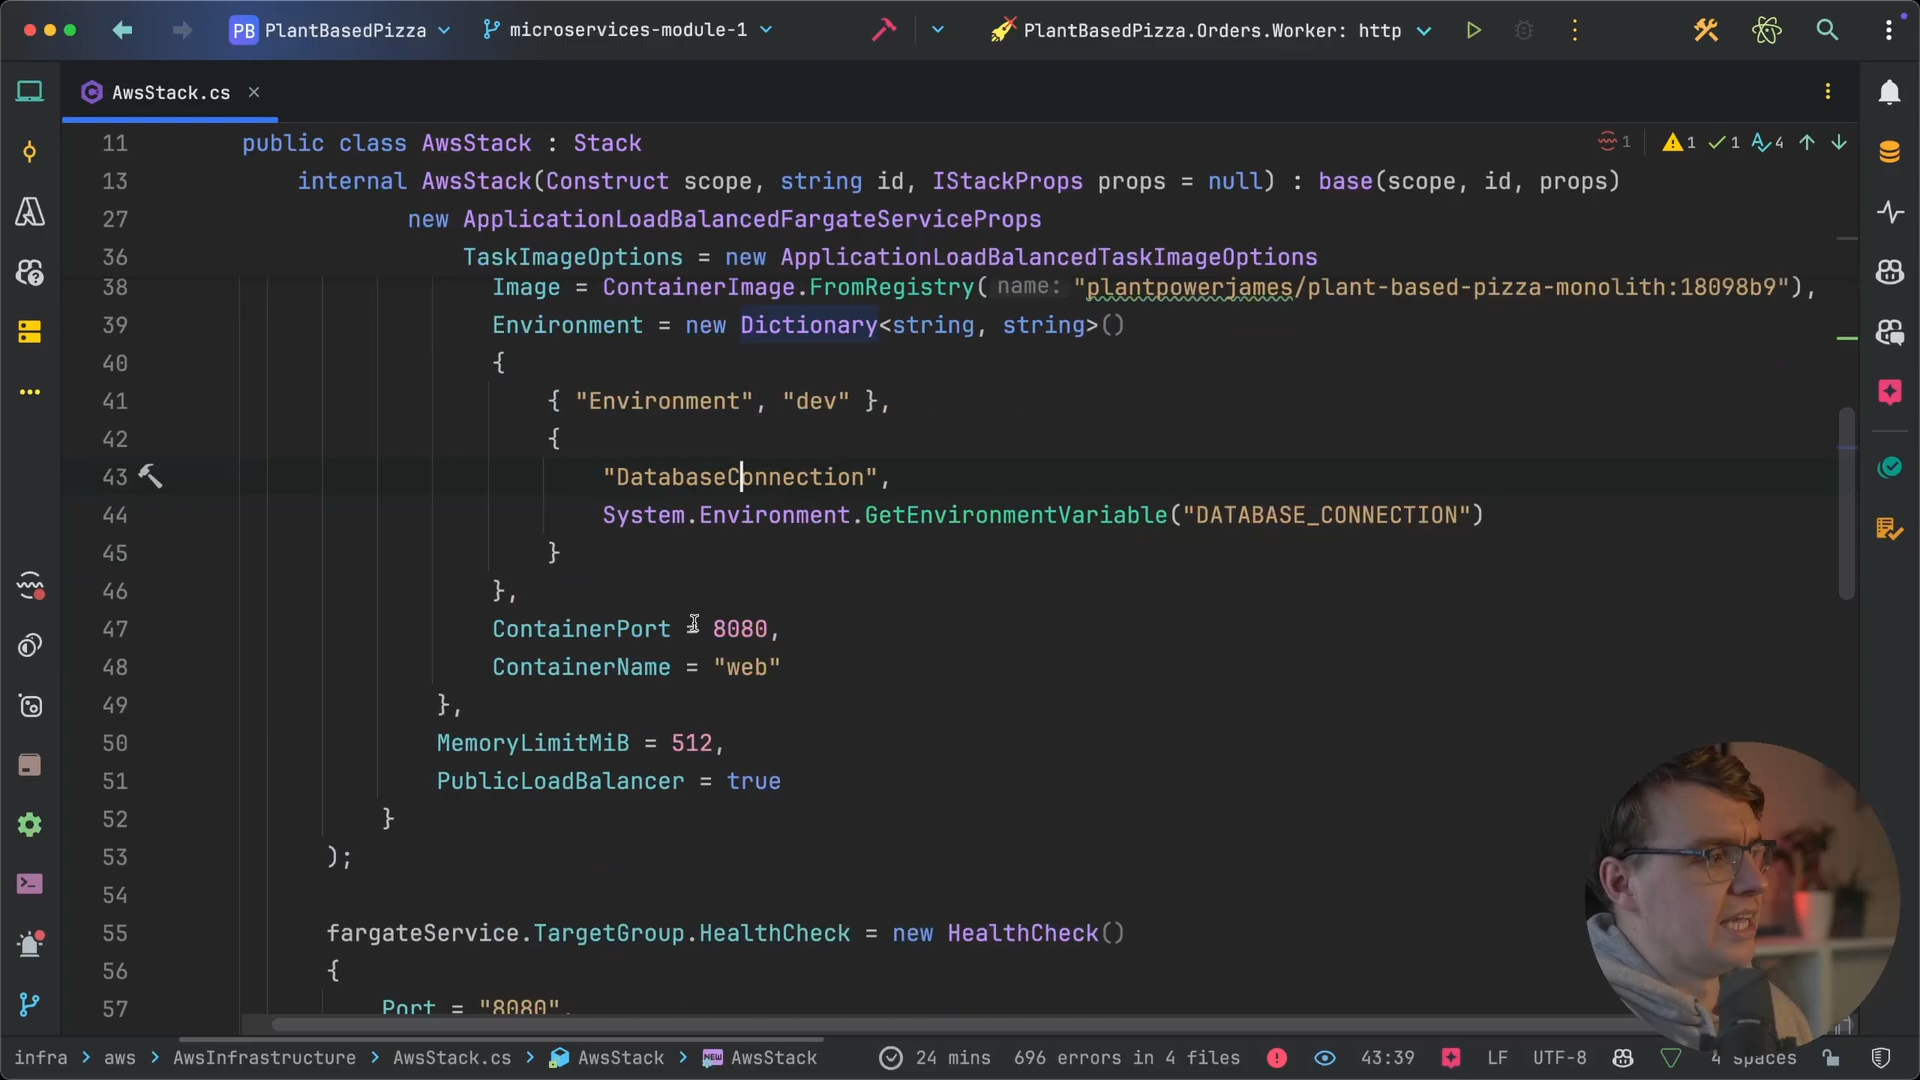 PB PlantBasedPizza
microservices-module-1
PlantBasedPizza.Orders.Worker: http
AwsStack.cs
11 public class AwsStack : Stack
1 1 1 4
13 internal AwsStack(Construct scope, string id, IStackProps props = null) : base(scope, id, props)
27 new ApplicationLoadBalancedFargateServiceProps
36 TaskImageOptions = new ApplicationLoadBalancedTaskImageOptions
38 Image = ContainerImage.FromRegistry( name: "plantpowerjames/plant-based-pizza-monolith:18098b9"),
39 Environment = new Dictionary<string, string>()
40 {
41 { "Environment", "dev" },
42 {
43 "DatabaseConnection",
44 System.Environment.GetEnvironmentVariable("DATABASE_CONNECTION")
45 }
46 },
47 ContainerPort = 8080,
48 ContainerName = "web"
49 },
50 MemoryLimitMiB = 512,
51 PublicLoadBalancer = true
52 }
53 );
54
55 fargateService.TargetGroup.HealthCheck = new HealthCheck()
56 {
57 Port = "8080",
infra > aws > AwsInfrastructure > AwsStack.cs > AwsStack > NEW AwsStack
24 mins 696 errors in 4 files 43:39 LF UTF-8 4 spaces